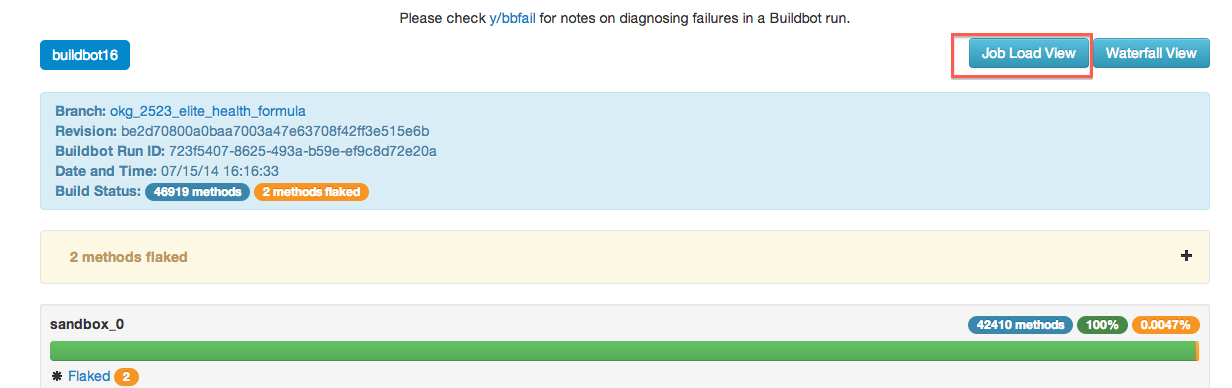 Please check y/bbfail for notes on diagnosing failures in a Buildbot run.
buildbot16 Job Load View Waterfall View
Branch: okg_2523_elite_health_formula
Revision: be2d70800a0baa7003a47e63708f42ff3e515e6b
Buildbot Run ID: 723f5407-8625-493a-b59e-ef9c8d72e20a
Date and Time: 07/15/14 16:16:33
Build Status: 46919 methods 2 methods flaked
2 methods flaked
sandbox_0 42410 methods 100% 0.0047%
Flaked 2